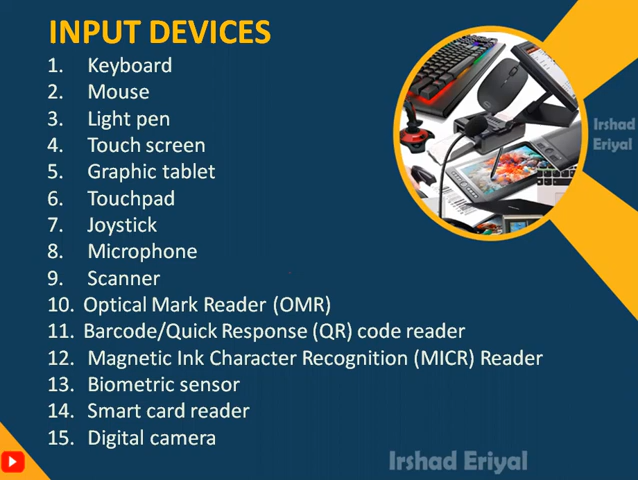 INPUT DEVICES
1. Keyboard
2. Mouse
3. Light pen
4. Touch screen
5. Graphic tablet
6. Touchpad
7. Joystick
8. Microphone
9. Scanner
10. Optical Mark Reader (OMR)
11. Barcode/Quick Response (QR) code reader
12. Magnetic Ink Character Recognition (MICR) Reader
13. Biometric sensor
14. Smart card reader
15. Digital camera
Irshad
Eriyal
Irshad Eriyal